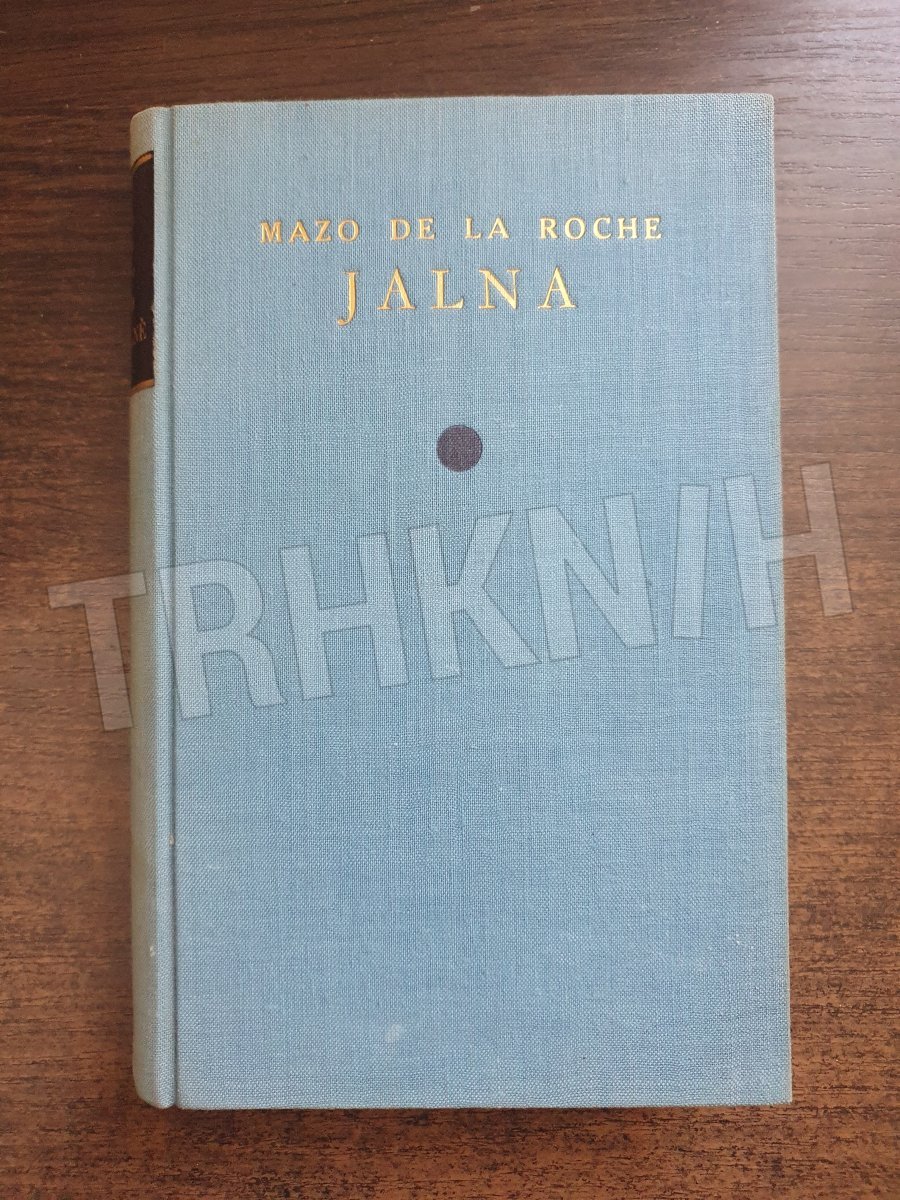 MAZO DE LA ROCHE
JALNA
TRHKNIH